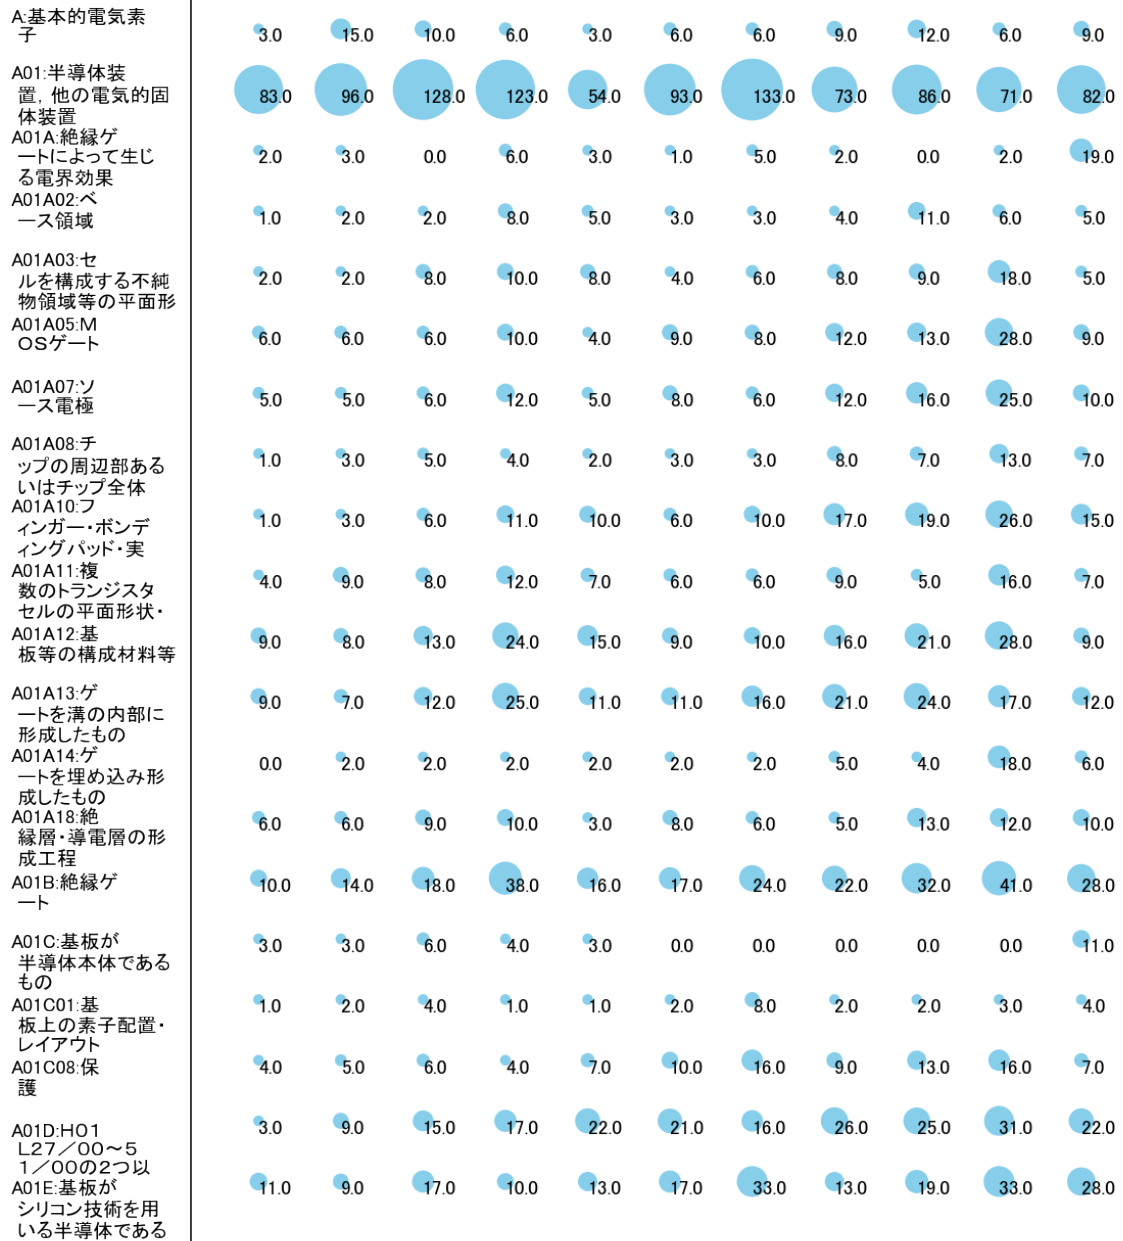 A:基本的電気素
子
3.0 15.0 10.0 6.0 3.0 6.0 6.0 9.0 12.0 6.0 9.0
A01:半導体装
置, 他の電気的固
体装置
83.0 96.0 128.0 123.0 54.0 93.0 133.0 73.0 86.0 71.0 82.0
A01A:絶縁ゲ
ートによって生じ
る電界効果
2.0 3.0 0.0 6.0 3.0 1.0 5.0 2.0 0.0 2.0 19.0
A01A02:ベ
ース領域
1.0 2.0 2.0 8.0 5.0 3.0 3.0 4.0 11.0 6.0 5.0
A01A03:セ
ルを構成する不純
物領域等の平面形
2.0 2.0 8.0 10.0 8.0 4.0 6.0 8.0 9.0 18.0 5.0
A01A05:M
OSゲート
6.0 6.0 6.0 10.0 4.0 9.0 8.0 12.0 13.0 28.0 9.0
A01A07:ソ
ース電極
5.0 5.0 6.0 12.0 5.0 8.0 6.0 12.0 16.0 25.0 10.0
A01A08:チ
ップの周辺部ある
いはチップ全体
1.0 3.0 5.0 4.0 2.0 3.0 3.0 8.0 7.0 13.0 7.0
A01A10:フ
ィンガー・ボンデ
ィングパッド・実
1.0 3.0 6.0 11.0 10.0 6.0 10.0 17.0 19.0 26.0 15.0
A01A11:複
数のトランジスタ
セルの平面形状・
4.0 9.0 8.0 12.0 7.0 6.0 6.0 9.0 5.0 16.0 7.0
A01A12:基
板等の構成材料等
9.0 8.0 13.0 24.0 15.0 9.0 10.0 16.0 21.0 28.0 9.0
A01A13:ゲ
ートを溝の内部に
形成したもの
9.0 7.0 12.0 25.0 11.0 11.0 16.0 21.0 24.0 17.0 12.0
A01A14:ゲ
ートを埋め込み形
成したもの
0.0 2.0 2.0 2.0 2.0 2.0 2.0 5.0 4.0 18.0 6.0
A01A18:絶
縁層・導電層の形
成工程
6.0 6.0 9.0 10.0 3.0 8.0 6.0 5.0 13.0 12.0 10.0
A01B:絶縁ゲ
ート
10.0 14.0 18.0 38.0 16.0 17.0 24.0 22.0 32.0 41.0 28.0
A01C:基板が
半導体本体である
もの
3.0 3.0 6.0 4.0 3.0 0.0 0.0 0.0 0.0 0.0 11.0
A01C01:基
板上の素子配置・
レイアウト
1.0 2.0 4.0 1.0 1.0 2.0 8.0 2.0 2.0 3.0 4.0
A01C08:保
護
4.0 5.0 6.0 4.0 7.0 10.0 16.0 9.0 13.0 16.0 7.0
A01D:H01
L27/00～5
1/00の2つ以
3.0 9.0 15.0 17.0 22.0 21.0 16.0 26.0 25.0 31.0 22.0
A01E:基板が
シリコン技術を用
いる半導体である
11.0 9.0 17.0 10.0 13.0 17.0 33.0 13.0 19.0 33.0 28.0